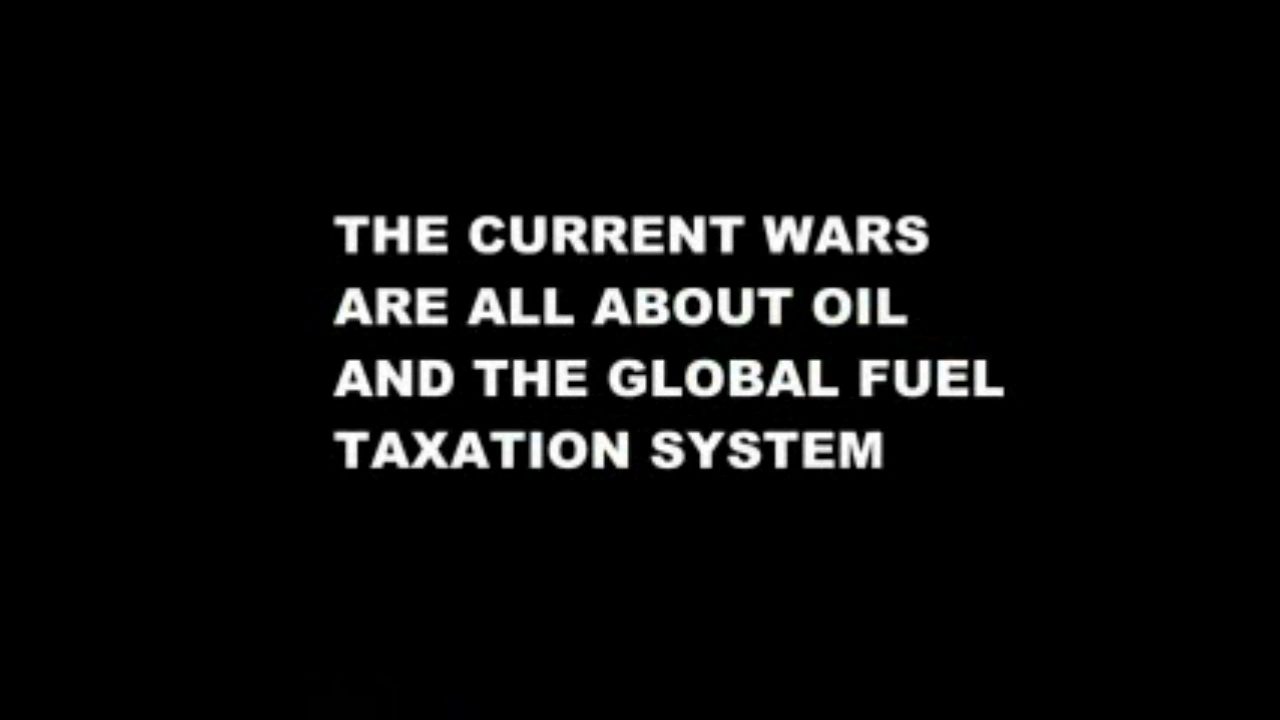 THE CURRENT WARS
ARE ALL ABOUT OIL
AND THE GLOBAL FUEL
TAXATION SYSTEM